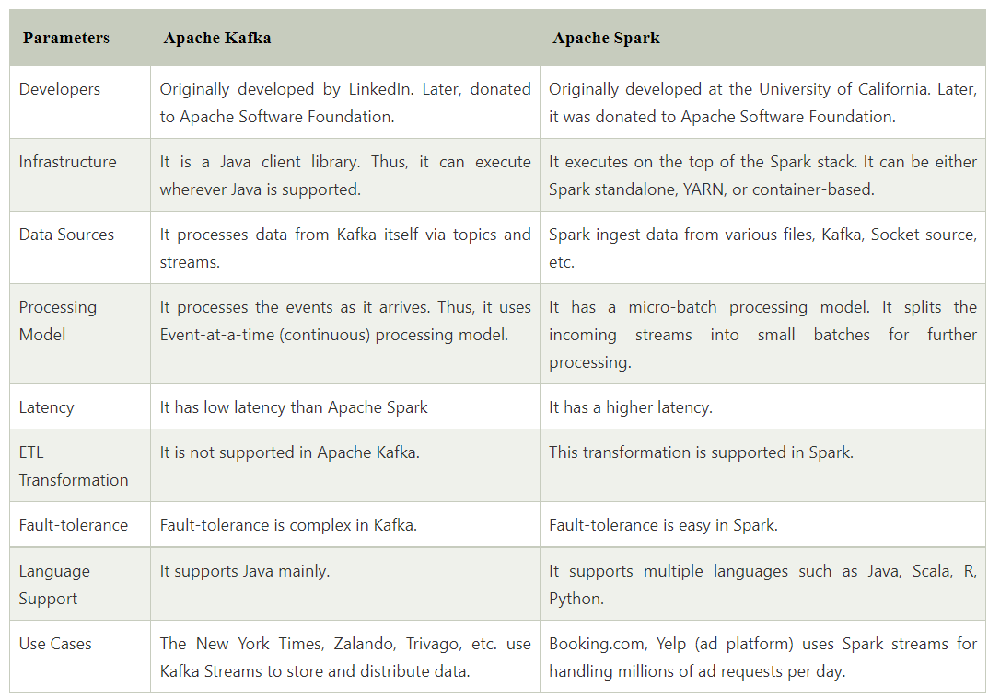 Parameters Apache Kafka Apache Spark
Developers Originally developed by LinkedIn. Later, donated Originally developed at the University of California. Later,
to Apache Software Foundation. it was donated to Apache Software Foundation.
Infrastructure It is a Java client library. Thus, it can execute It executes on the top of the Spark stack. It can be either
wherever Java is supported. Spark standalone, YARN, or container-based.
Data Sources It processes data from Kafka itself via topics and Spark ingest data from various files, Kafka, Socket source,
streams. etc.
Processing It processes the events as it arrives. Thus, it uses It has a micro-batch processing model. It splits the
Model Event-at-a-time (continuous) processing model. incoming streams into small batches for further
processing.
Latency It has low latency than Apache Spark It has a higher latency.
ETL It is not supported in Apache Kafka. This transformation is supported in Spark.
Transformation
Fault-tolerance Fault-tolerance is complex in Kafka. Fault-tolerance is easy in Spark.
Language It supports Java mainly. It supports multiple languages such as Java, Scala, R,
Support Python.
Use Cases The New York Times, Zalando, Trivago, etc. use Booking.com, Yelp (ad platform) uses Spark streams for
Kafka Streams to store and distribute data. handling millions of ad requests per day.